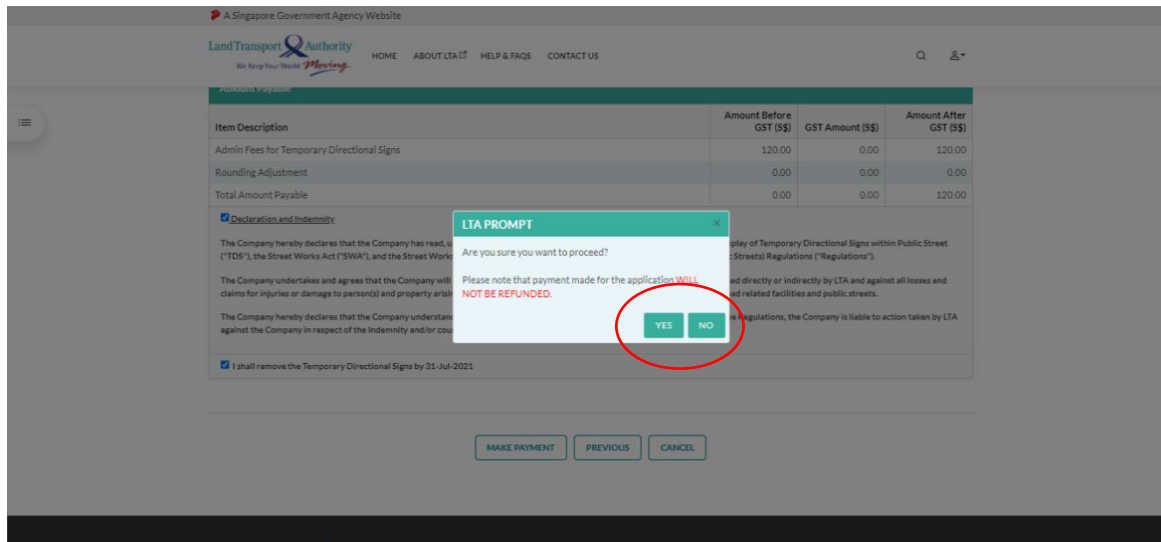 A Singapore Government Agency Website
Land Transport Authority
We Keep Your World Moving
HOME ABOUT LTA HELP & FAQS CONTACT US
Amount Payable
Item Description Amount Before GST (S$) GST Amount (S$) Amount After GST (S$)
Admin Fees for Temporary Directional Signs 120.00 0.00 120.00
Rounding Adjustment 0.00 0.00 0.00
Total Amount Payable 0.00 0.00 120.00
Declaration and Indemnity
The Company hereby declares that the Company has read, u
play of Temporary Directional Signs within Public Street
("TDS"), the Street Works Act ("SWA"), and the Street Work
Streets) Regulations ("Regulations").
The Company undertakes and agrees that the Company will
ed directly or indirectly by LTA and against all losses and
claims for injuries or damage to person(s) and property arisi
ad related facilities and public streets.
The Company hereby declares that the Company understan
e Regulations, the Company is liable to action taken by LTA
against the Company in respect of the Indemnity and/or cou
LTA PROMPT ×
Are you sure you want to proceed?
Please note that payment made for the application WILL
NOT BE REFUNDED.
YES NO
I shall remove the Temporary Directional Signs by 31-Jul-2021
MAKE PAYMENT PREVIOUS CANCEL